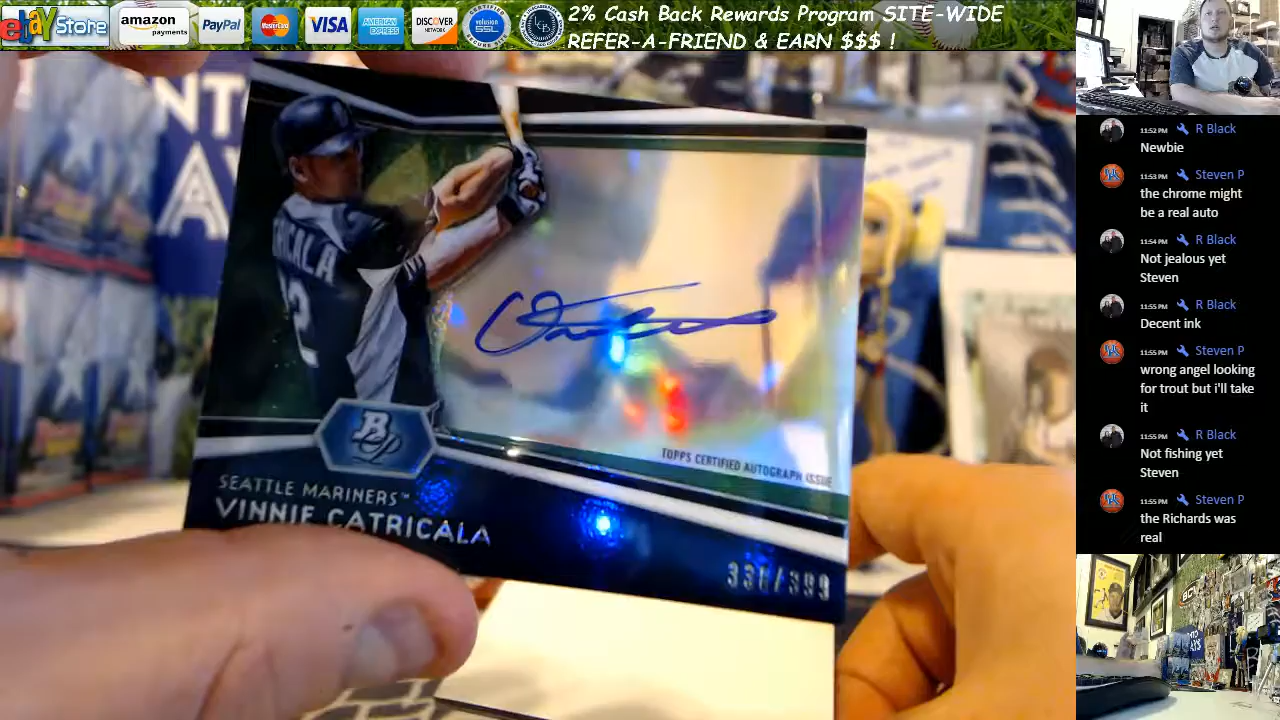 ebay Store
amazon
payments
PayPal
MasterCard
VISA
AMERICAN
EXPRESS
DISCOVER
NETWORK
2% Cash Back Rewards Program SITE-WIDE
REFER-A-FRIEND & EARN $$$ !
CALA
2
TOPPS CERTIFIED AUTOGRAPH ISSUE
SEATTLE MARINERS™
VINNIE CATRICALA
11:52 PM R Black
Newbie
11:53 PM Steven P
the chrome might
be a real auto
11:54 PM R Black
Not jealous yet
Steven
11:55 PM R Black
Decent ink
11:55 PM Steven P
wrong angel looking
for trout but i'll take
it
11:55 PM R Black
Not fishing yet
Steven
11:55 PM Steven P
the Richards was
real